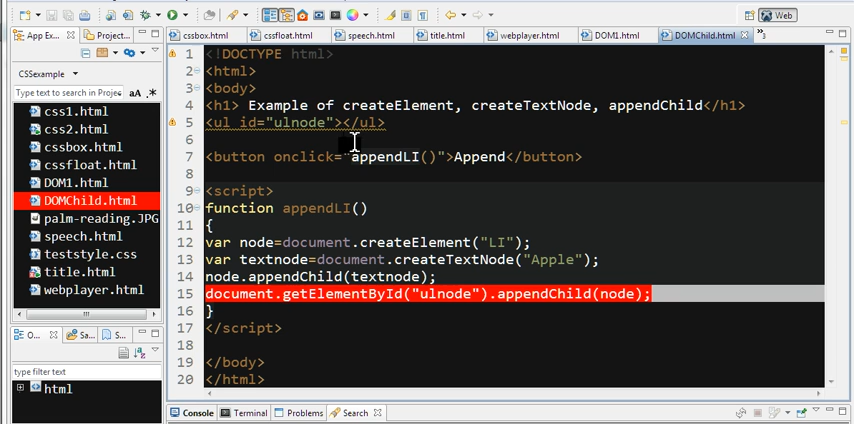 Web
App Ex...
Project...
cssbox.html
cssfloat.html
speech.html
title.html
webplayer.html
DOM1.html
DOMChild.html
CSSexample
Type text to search in Projec
aA .*
css1.html
css2.html
cssbox.html
cssfloat.html
DOM1.html
DOMChild.html
palm-reading.JPG
speech.html
teststyle.css
title.html
webplayer.html
O...
Sa...
S...
type filter text
html
1 <!DOCTYPE html>
2 <html>
3 <body>
4 <h1> Example of createElement, createTextNode, appendChild</h1>
5 <ul id="ulnode"></ul>
6
7 <button onclick="appendLI()">Append</button>
8
9 <script>
10 function appendLI()
11 {
12 var node=document.createElement("LI");
13 var textnode=document.createTextNode("Apple");
14 node.appendChild(textnode);
15 document.getElementById("ulnode").appendChild(node);
16 }
17 </script>
18
19 </body>
20 </html>
Console
Terminal
Problems
Search